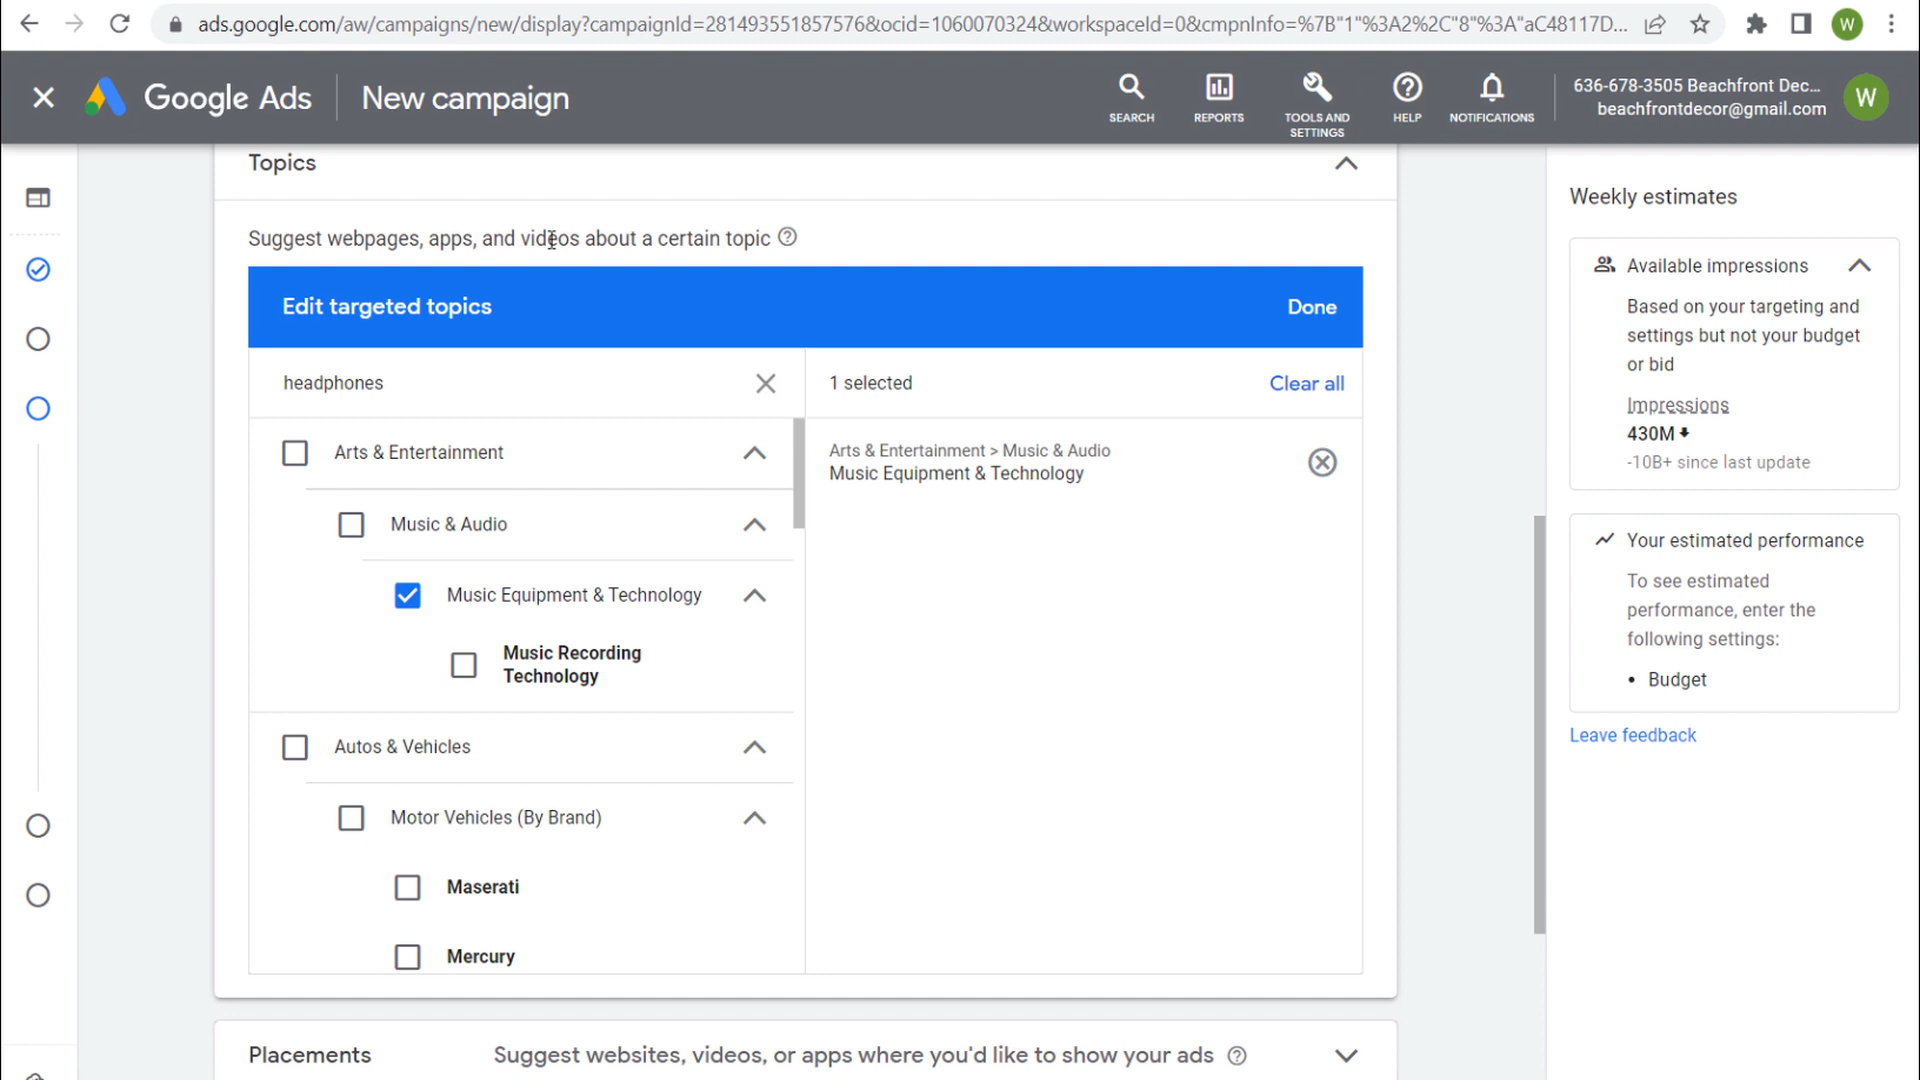 ads.google.com/aw/campaigns/new/display?campaignId=281493551857576&ocid=1060070324&workspaceId=0&cmpnInfo=%7B"1"%3A2%2C"8"%3A"aC48117D...
W
Google Ads
New campaign
SEARCH
REPORTS
TOOLS AND
SETTINGS
HELP
NOTIFICATIONS
636-678-3505 Beachfront Dec...
beachfrontdecor@gmail.com
W
Topics
Suggest webpages, apps, and videos about a certain topic
Edit targeted topics
Done
headphones
1 selected
Clear all
Arts & Entertainment
Music & Audio
Music Equipment & Technology
Music Recording
Technology
Autos & Vehicles
Motor Vehicles (By Brand)
Maserati
Mercury
Arts & Entertainment > Music & Audio
Music Equipment & Technology
Placements
Suggest websites, videos, or apps where you'd like to show your ads
Weekly estimates
Available impressions
Based on your targeting and
settings but not your budget
or bid
Impressions
430M
-10B+ since last update
Your estimated performance
To see estimated
performance, enter the
following settings:
• Budget
Leave feedback